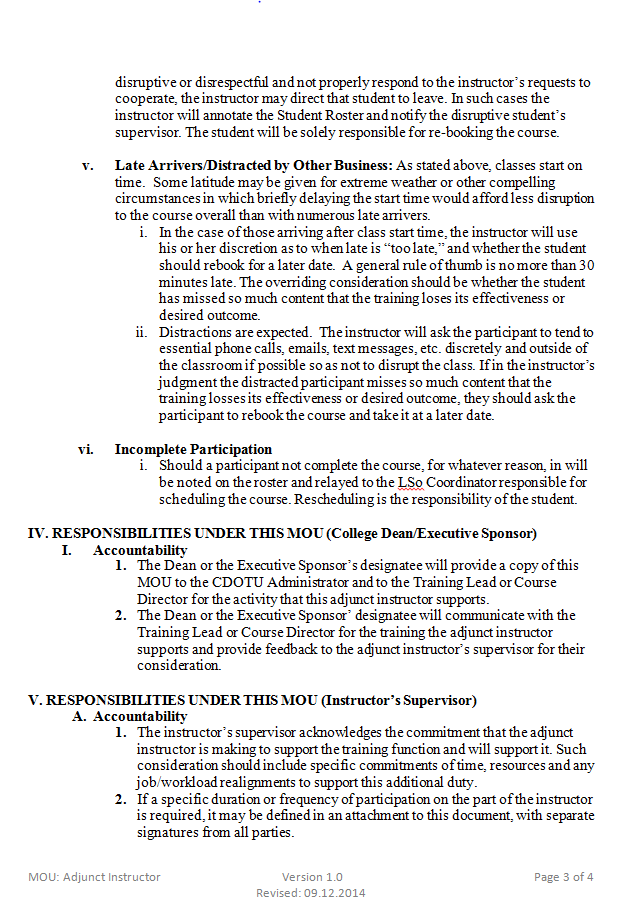 disruptive or disrespectful and not properly respond to the instructor's requests to
cooperate, the instructor may direct that student to leave. In such cases the
instructor will annotate the Student Roster and notify the disruptive student's
supervisor. The student will be solely responsible for re-booking the course.
v. Late Arrivers/Distracted by Other Business: As stated above, classes start on
time. Some latitude may be given for extreme weather or other compelling
circumstances in which briefly delaying the start time would afford less disruption
to the course overall than with numerous late arrivers.
i. In the case of those arriving after class start time, the instructor will use
his or her discretion as to when late is “too late,” and whether the student
should rebook for a later date. A general rule of thumb is no more than 30
minutes late. The overriding consideration should be whether the student
has missed so much content that the training loses its effectiveness or
desired outcome.
ii. Distractions are expected. The instructor will ask the participant to tend to
essential phone calls, emails, text messages, etc. discretely and outside of
the classroom if possible so as not to disrupt the class. If in the instructor's
judgment the distracted participant misses so much content that the
training losses its effectiveness or desired outcome, they should ask the
participant to rebook the course and take it at a later date.
vi. Incomplete Participation
i. Should a participant not complete the course, for whatever reason, in will
be noted on the roster and relayed to the LSo Coordinator responsible for
scheduling the course. Rescheduling is the responsibility of the student.
IV. RESPONSIBILITIES UNDER THIS MOU (College Dean/Executive Sponsor)
I. Accountability
1. The Dean or the Executive Sponsor's designatee will provide a copy of this
MOU to the CDOTU Administrator and to the Training Lead or Course
Director for the activity that this adjunct instructor supports.
2. The Dean or the Executive Sponsor' designatee will communicate with the
Training Lead or Course Director for the training the adjunct instructor
supports and provide feedback to the adjunct instructor's supervisor for their
consideration.
V. RESPONSIBILITIES UNDER THIS MOU (Instructor's Supervisor)
A. Accountability
1. The instructor's supervisor acknowledges the commitment that the adjunct
instructor is making to support the training function and will support it. Such
consideration should include specific commitments of time, resources and any
job/workload realignments to support this additional duty.
2. If a specific duration or frequency of participation on the part of the instructor
is required, it may be defined in an attachment to this document, with separate
signatures from all parties.
MOU: Adjunct Instructor Version 1.0 Page 3 of 4
Revised: 09.12.2014